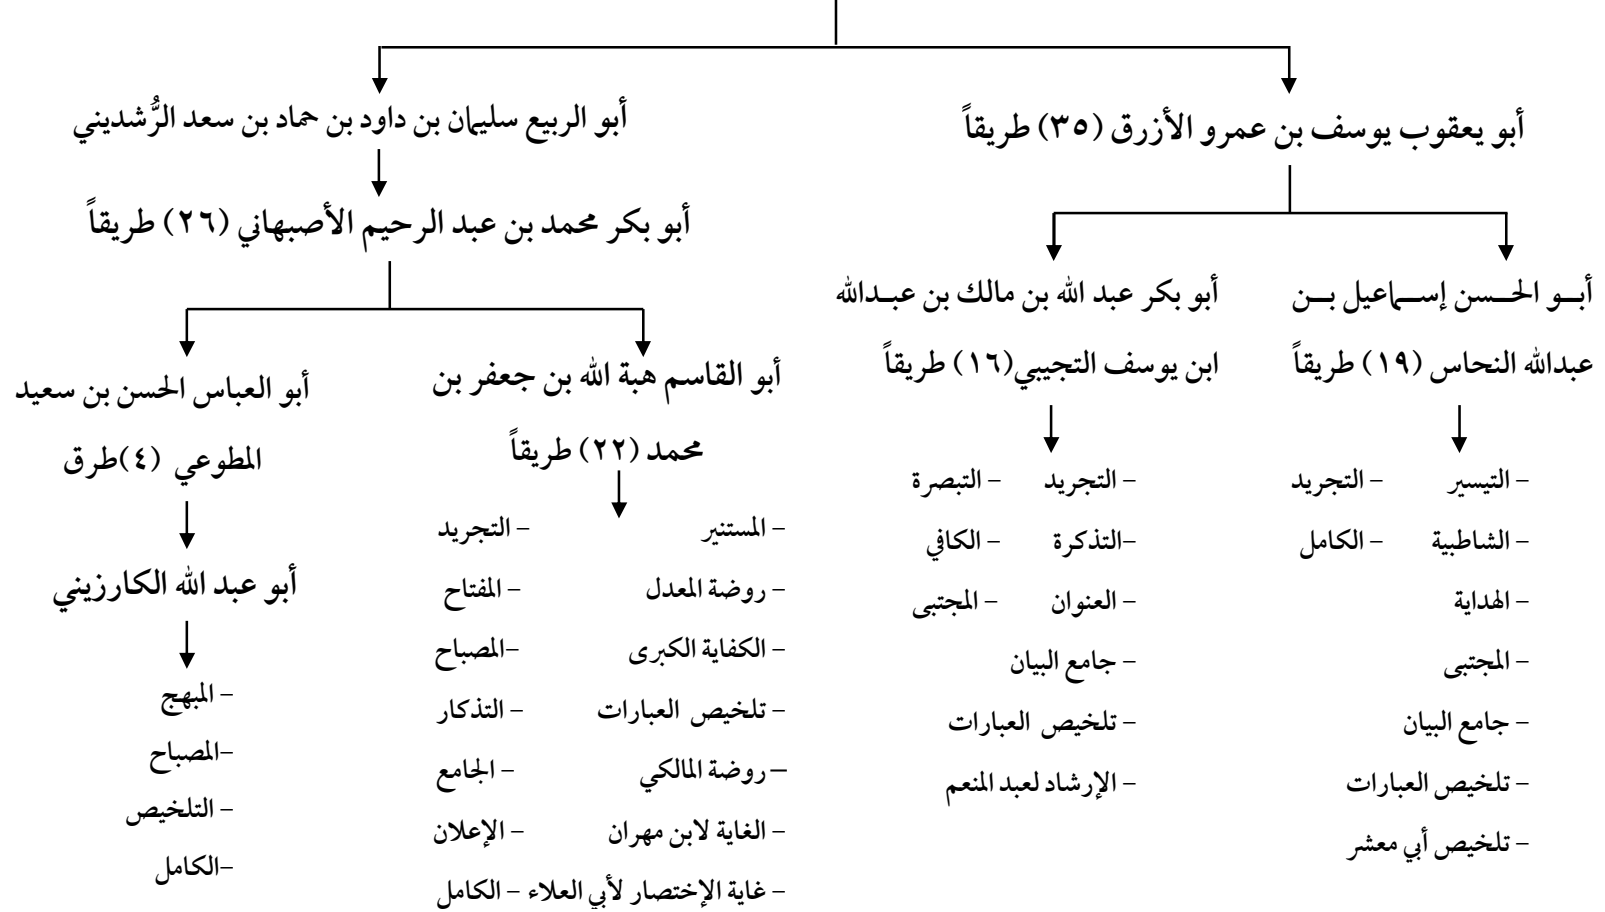 أبو يعقوب يوسف بن عمرو الأزرق (٣٥) طريقاً
أبو الحسن إسماعيل بن
عبدالله النحاس (١٩) طريقاً
– التيسير – التجريد
– الشاطبية – الكامل
– الهداية
– المجتبى
– جامع البيان
– تلخيص العبارات
– تلخيص أبي معشر
أبو بكر عبد الله بن مالك بن عبدالله
ابن يوسف التجيبي(١٦) طريقاً
– التجريد – التبصرة
–التذكرة – الكافي
– العنوان – المجتبى
– جامع البيان
– تلخيص العبارات
– الإرشاد لعبد المنعم
أبو الربيع سليمان بن داود بن حماد بن سعد الرُّشديني
أبو بكر محمد بن عبد الرحيم الأصبهاني (٢٦) طريقاً
أبو القاسم هبة الله بن جعفر بن
محمد (٢٢) طريقاً
– المستنير – التجريد
– روضة المعدل – المفتاح
– الكفاية الكبرى –المصباح
– تلخيص العبارات – التذكار
– روضة المالكي – الجامع
– الغاية لابن مهران – الإعلان
– غاية الإختصار لأبي العلاء – الكامل
أبو العباس الحسن بن سعيد
المطوعي (٤)طرق
أبو عبد الله الكارزيني
– المبهج
–المصباح
– التلخيص
–الكامل